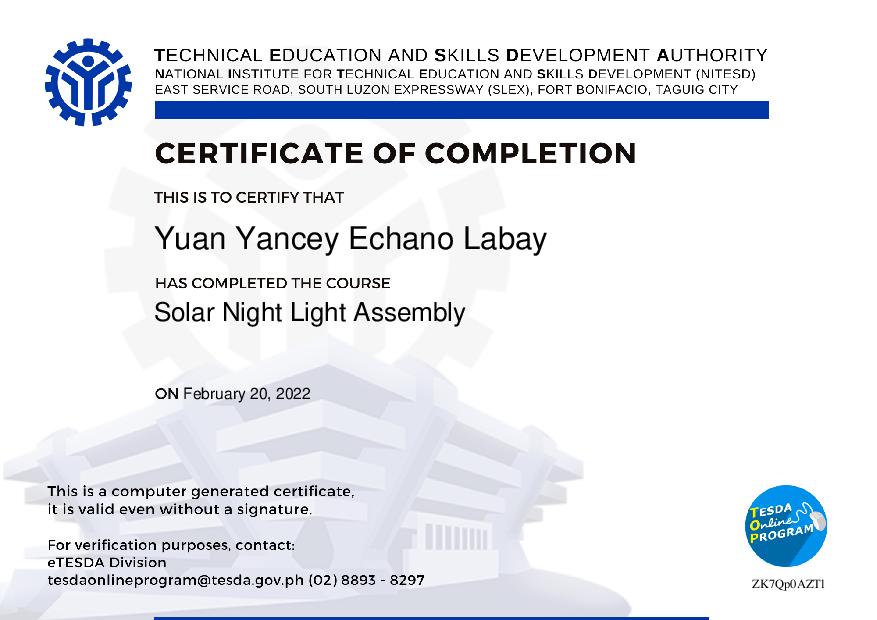 TECHNICAL EDUCATION AND SKILLS DEVELOPMENT AUTHORITY
NATIONAL INSTITUTE FOR TECHNICAL EDUCATION AND SKILLS DEVELOPMENT (NITESD)
EAST SERVICE ROAD, SOUTH LUZON EXPRESSWAY (SLEX), FORT BONIFACIO, TAGUIG CITY
CERTIFICATE OF COMPLETION
THIS IS TO CERTIFY THAT
Yuan Yancey Echano Labay
HAS COMPLETED THE COURSE
Solar Night Light Assembly
ON February 20, 2022
This is a computer generated certificate,
it is valid even without a signature.
For verification purposes, contact:
eTESDA Division
tesdaonlineprogram@tesda.gov.ph (02) 8893 - 8297
TESDA
Online
PROGRAM
ZK7Qp0AZTl